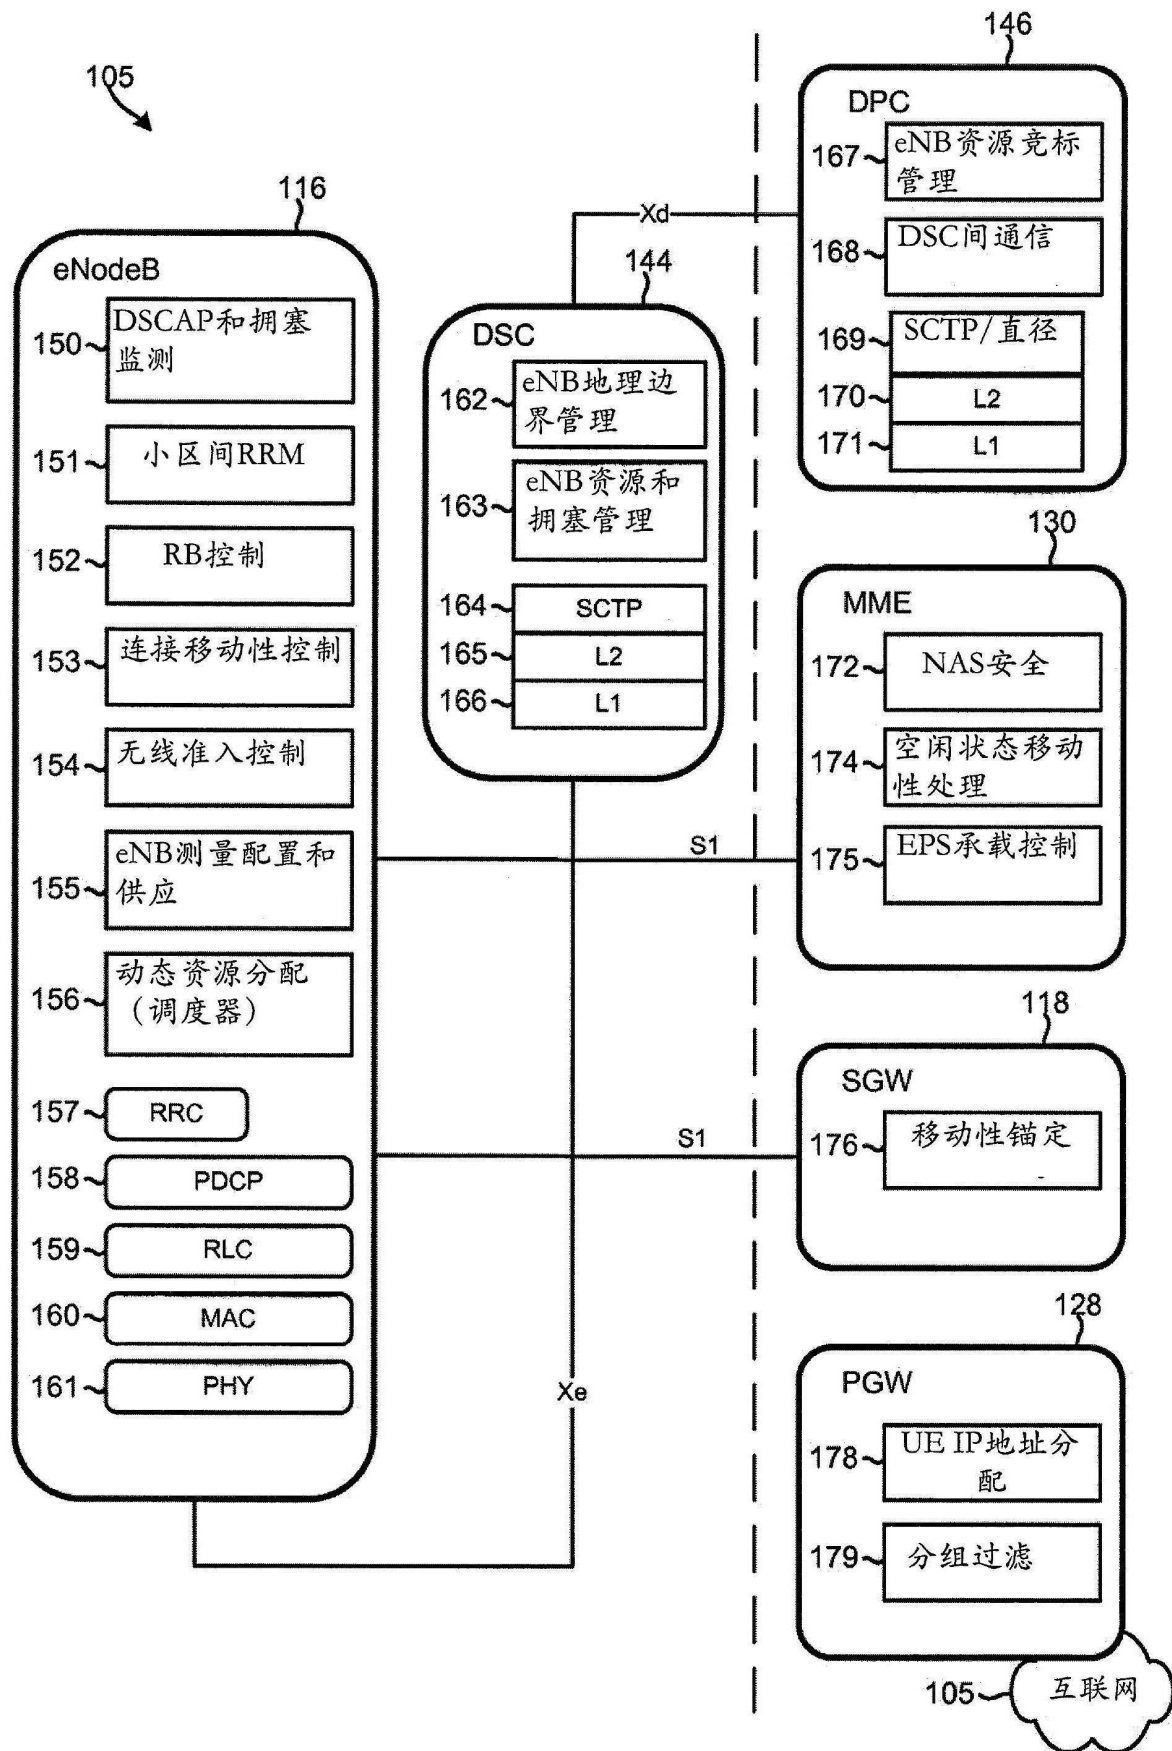 105
116
eNodeB
150
DSCAP和拥塞
监测
151
小区间RRM
152
RB控制
153
连接移动性控制
154
无线准入控制
155
eNB测量配置和
供应
156
动态资源分配
（调度器）
157
RRC
158
PDCP
159
RLC
160
MAC
161
PHY
Xd
144
DSC
162
eNB地理边
界管理
163
eNB资源和
拥塞管理
164
SCTP
165
L2
166
L1
S1
S1
Xe
146
DPC
167
eNB资源竞标
管理
168
DSC间通信
169
SCTP/直径
170
L2
171
L1
130
MME
172
NAS安全
174
空闲状态移动
性处理
175
EPS承载控制
118
SGW
176
移动性锚定
128
PGW
178
UE IP地址分
配
179
分组过滤
105
互联网